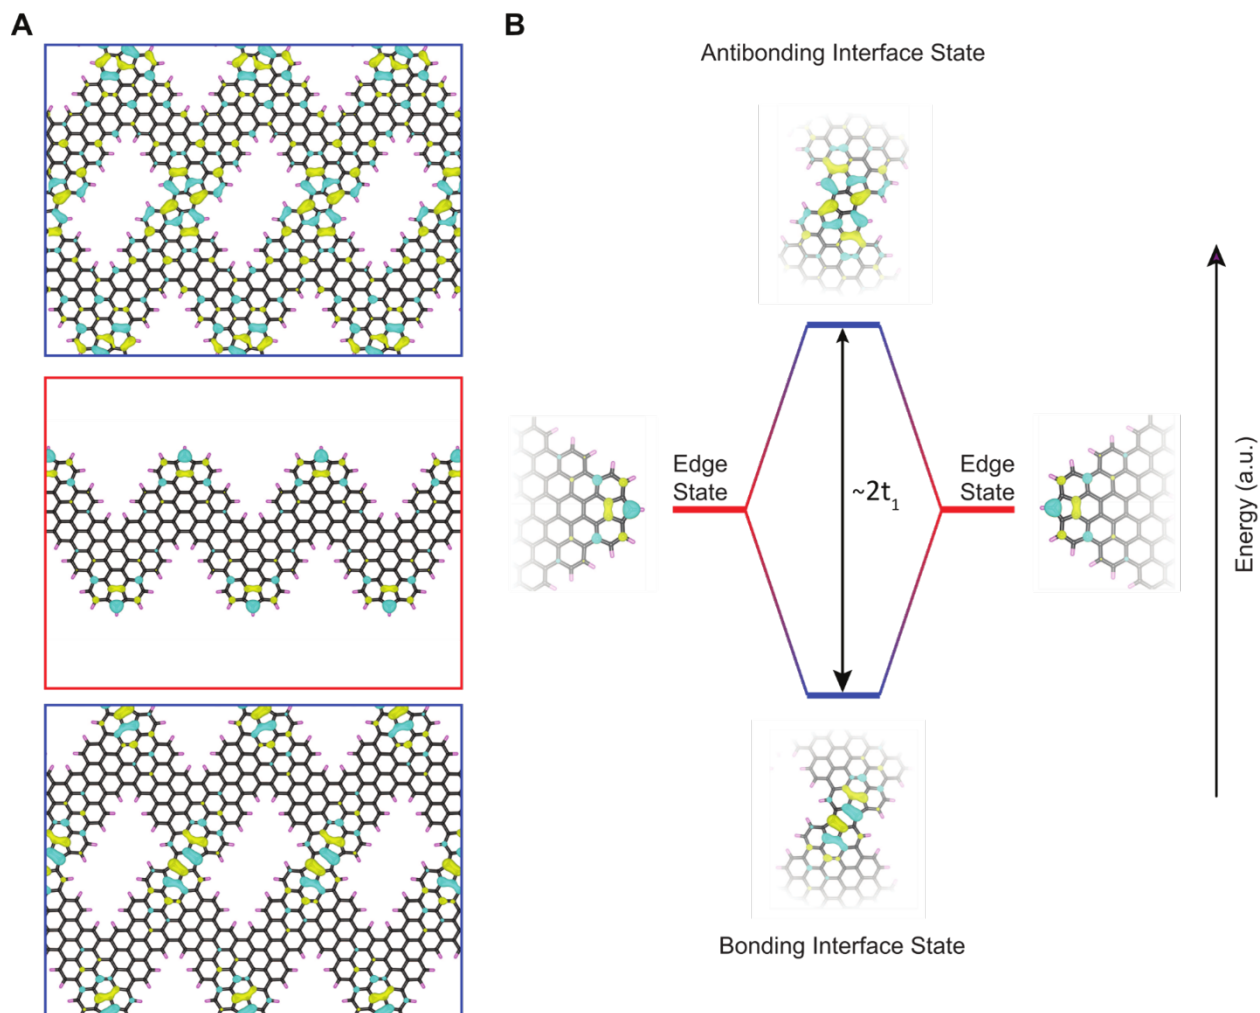 A
B
Antibonding Interface State
Edge
State
~2t₁
Edge
State
Energy (a.u.)
Bonding Interface State